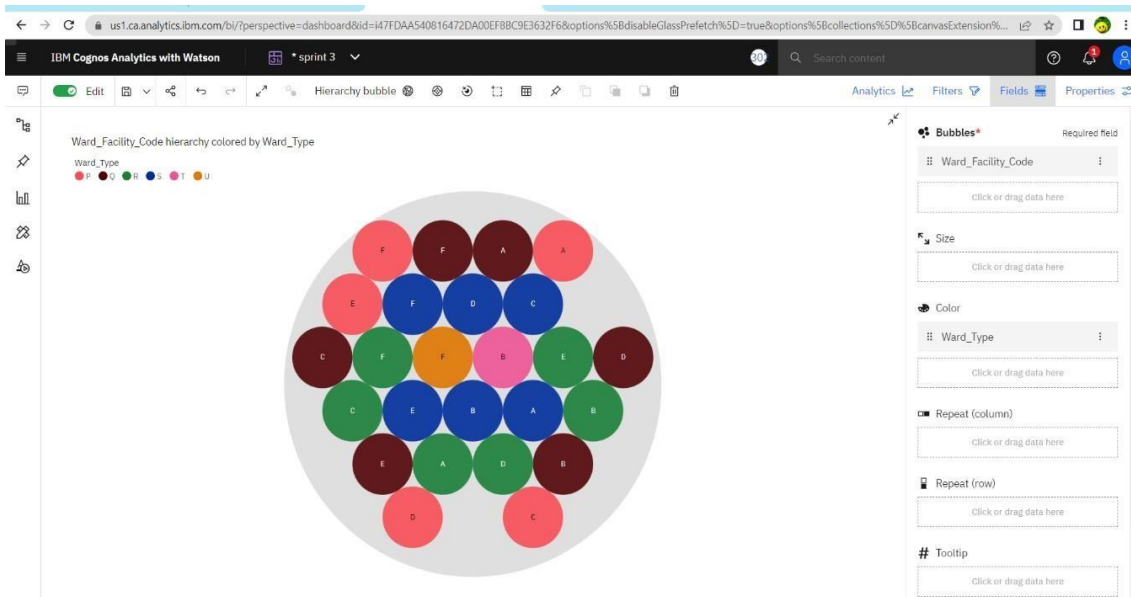 us1.ca.analytics.ibm.com/bi/?perspective=dashboard&id=i47FDAA540816472DA00EF8BC9E3632F6&options%5BdisableGlassPrefetch%5D=true&options%5Bcollections%5D%5BcanvasExtension%...
IBM Cognos Analytics with Watson
* sprint 3
Search content
1
Edit
Hierarchy bubble
Analytics
Filters
Fields
Properties
Ward_Facility_Code hierarchy colored by Ward_Type
Ward_Type
P Q R S T U
F F A A
E F D C
C F F B E D
C E B A B
E A D B
D C
Bubbles* Required field
Ward_Facility_Code
Click or drag data here
Size
Click or drag data here
Color
Ward_Type
Click or drag data here
Repeat (column)
Click or drag data here
Repeat (row)
Click or drag data here
# Tooltip
Click or drag data here